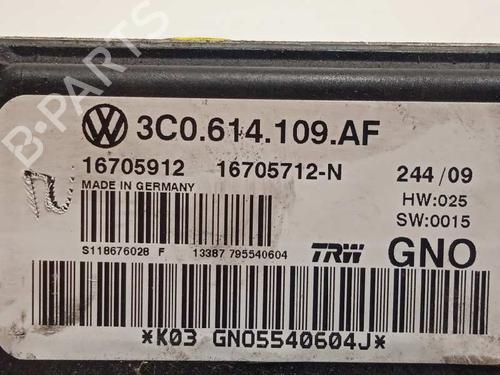 3C0.614.109.AF
16705912 16705712-N 244/09
MADE IN GERMANY
HW:025
SW:0015
S118676028 F 13387 795540604 TRW GNO
*K03 GNO5540604J*
B-PARTS